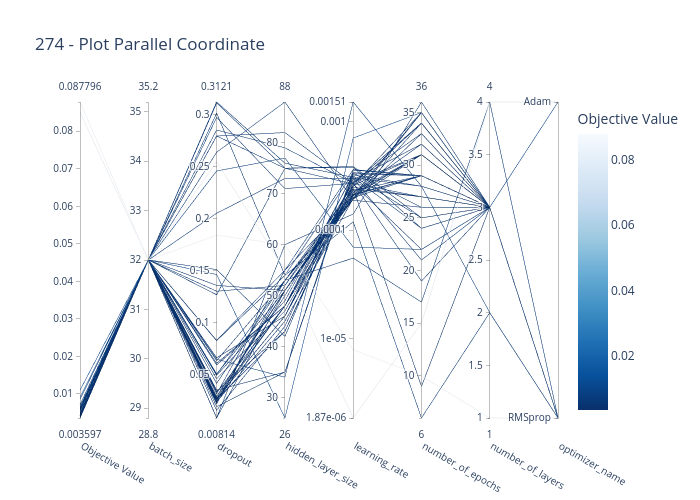 274 - Plot Parallel Coordinate
0.087796 35.2 0.3121 88 36 4
Objective Value
0.08 0.07 0.06 0.05 0.04 0.03 0.02 0.01
0.003597
35 34 33 32 31 30 29
28.8
0.3 0.25 0.2 0.15 0.1 0.05
0.00814
80 70 60 50 40 30
26
0.00151 0.001 0.0001 1e-05 1.87e-06
35 30 25 20 15 10
6
4 3.5 3 2.5 2 1.5 1
1
Adam
RMSprop
Objective Value
batch_size
dropout
hidden_layer_size
learning_rate
number_of_epochs
number_of_layers
optimizer_name
0.08
0.06
0.04
0.02